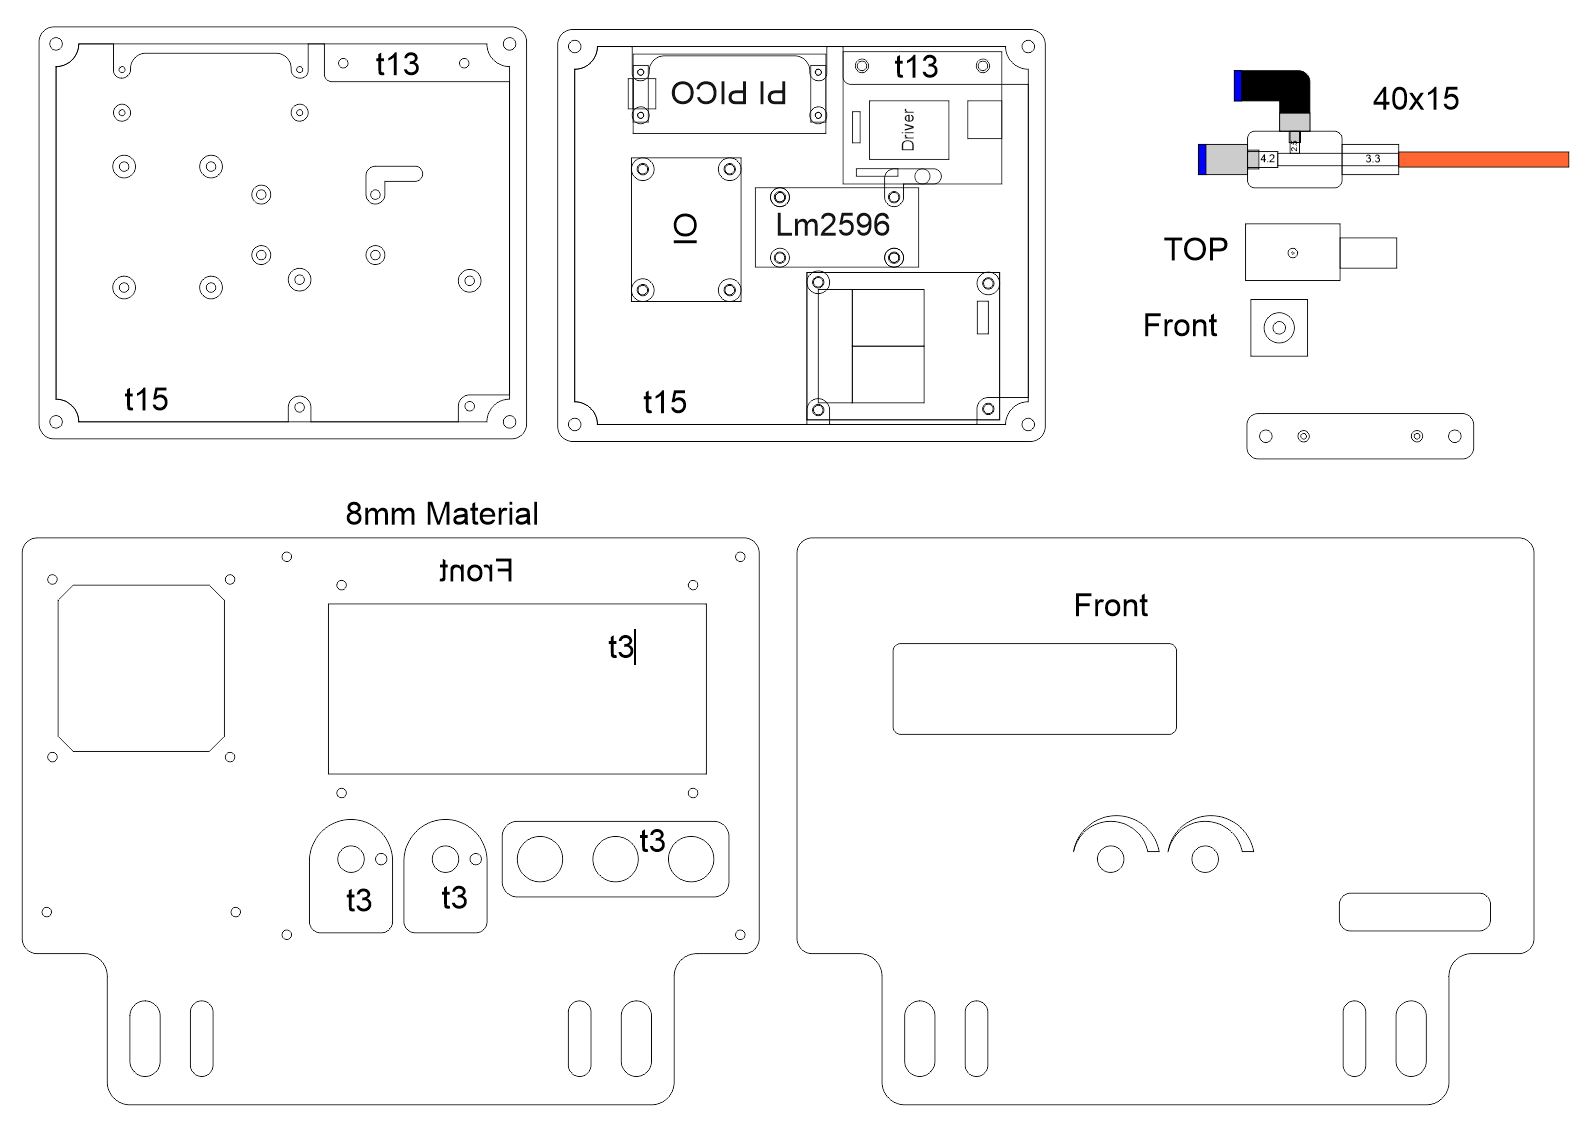 t13
t15
PI PICO
t13
Driver
IO
Lm2596
t15
40x15
4.2
2.5
3.3
TOP
Front
8mm Material
Front
t3
t3
t3
t3
Front